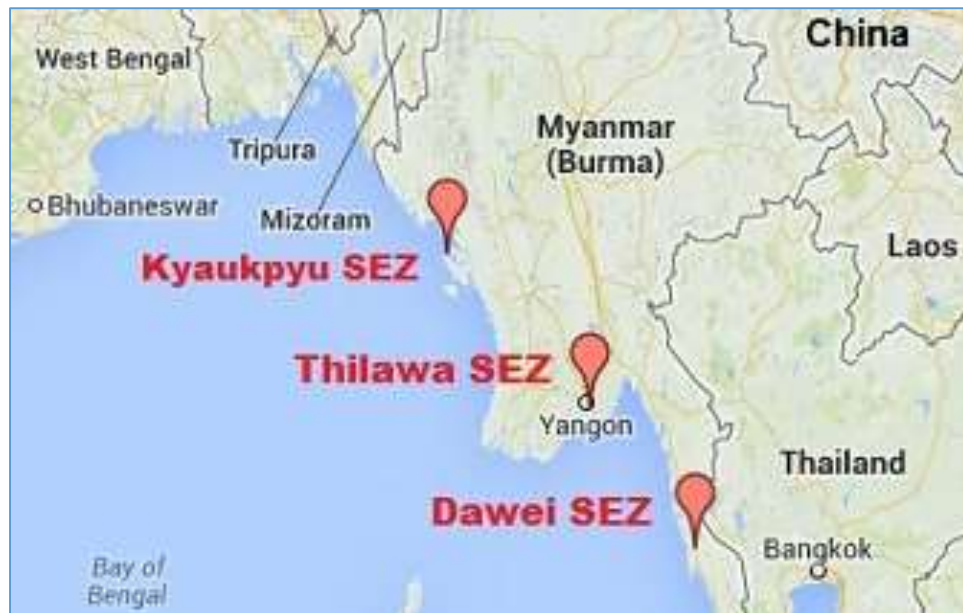 China
West Bengal
Myanmar
(Burma)
Tripura
Bhubaneswar
Mizoram
Laos
Kyaukpyu SEZ
Thilawa SEZ
Yangon
Thailand
Dawei SEZ
Bangkok
Bay of
Bengal